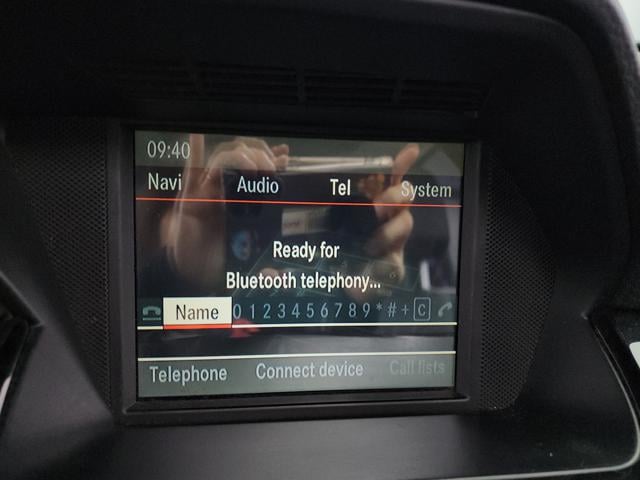 09:40
Navi Audio Tel System
Ready for
Bluetooth telephony...
Name 0 1 2 3 4 5 6 7 8 9 * # + C
Telephone Connect device Call lists